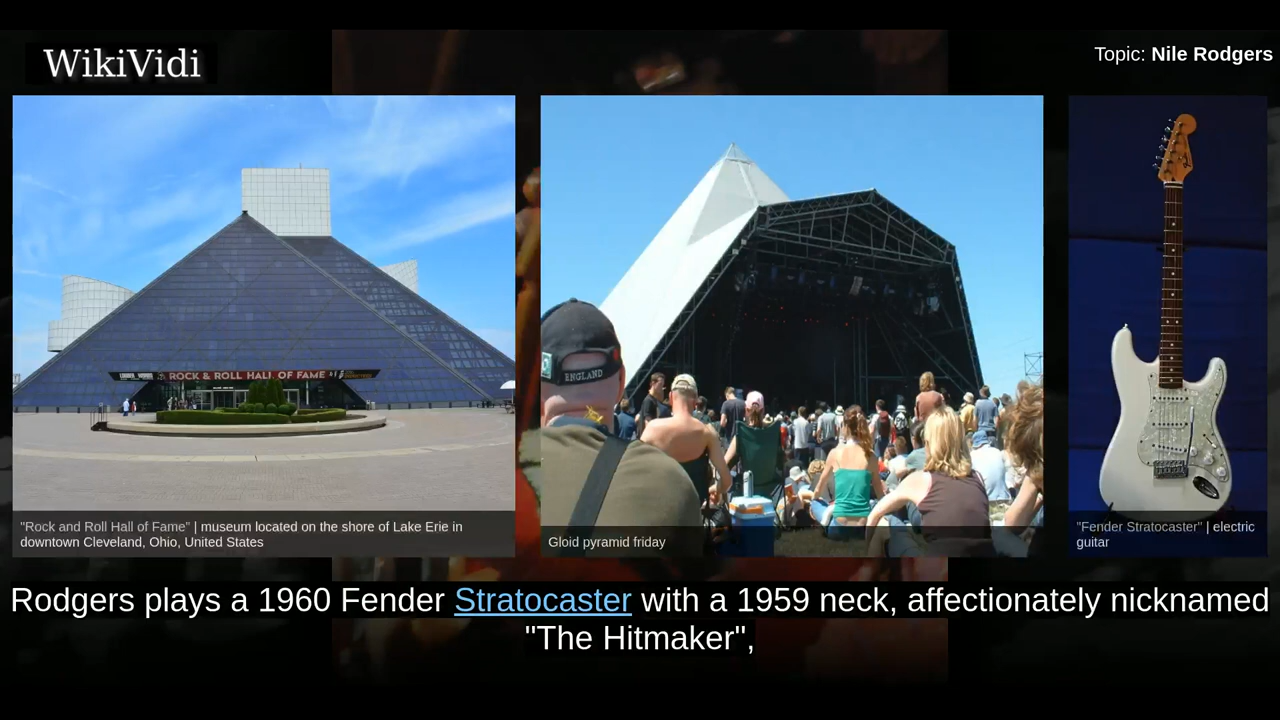 WikiVidi
Topic: Nile Rodgers
ROCK & ROLL HALL OF FAME
ENGLAND
"Rock and Roll Hall of Fame" | museum located on the shore of Lake Erie in
downtown Cleveland, Ohio, United States
Gloid pyramid friday
"Fender Stratocaster" | electric
guitar
Rodgers plays a 1960 Fender Stratocaster with a 1959 neck, affectionately nicknamed
"The Hitmaker",